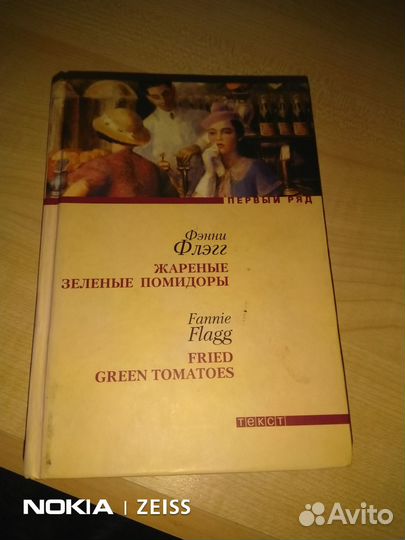 ПЕРВЫЙ РЯД
Фэнни
Флэгг
ЖАРЕНЫЕ
ЗЕЛЕНЫЕ ПОМИДОРЫ
Fannie
Flagg
FRIED
GREEN TOMATOES
ТЕКСТ
NOKIA | ZEISS
Avito